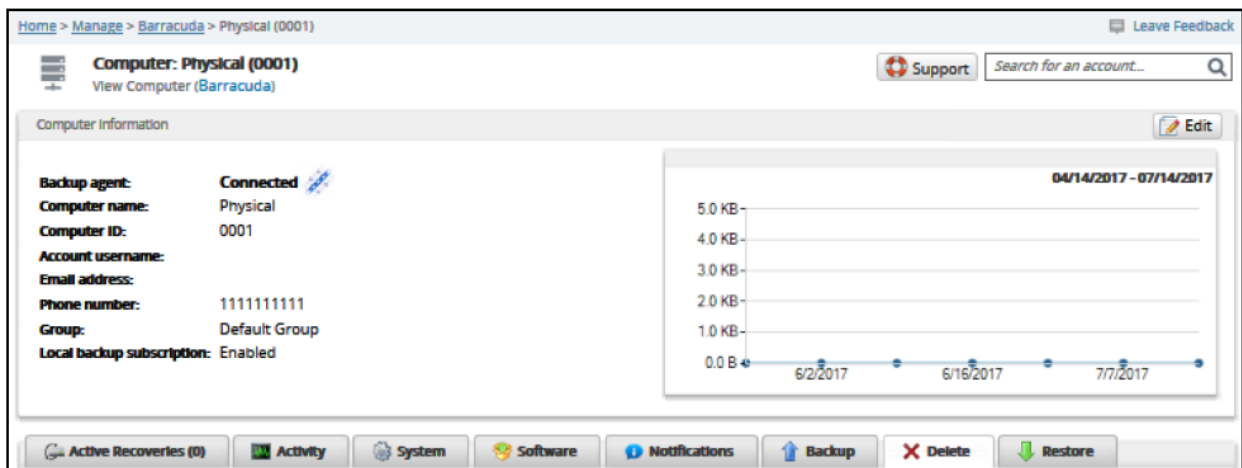 Home > Manage > Barracuda > Physical (0001)
Leave Feedback
Computer: Physical (0001)
View Computer (Barracuda)
Support
Search for an account...
Computer Information
Edit
Backup agent: Connected
Computer name: Physical
Computer ID: 0001
Account username:
Email address:
Phone number: 1111111111
Group: Default Group
Local backup subscription: Enabled
04/14/2017 - 07/14/2017
5.0 KB
4.0 KB
3.0 KB
2.0 KB
1.0 KB
0.0 B
6/2/2017 6/16/2017 7/7/2017
Active Recoveries (0) Activity System Software Notifications Backup Delete Restore